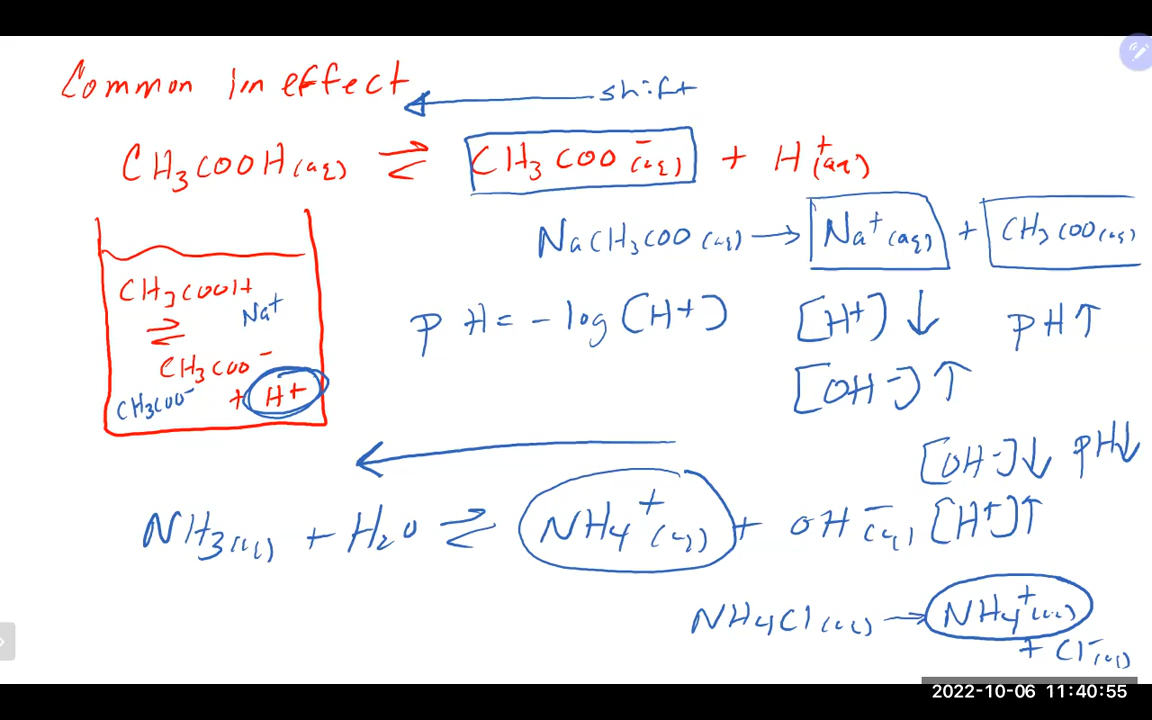 Common in effect
shift
CH₃COOH(aq) ⇌ CH₃COO⁻(aq) + H⁺(aq)
NaCH₃COO(aq) → Na⁺(aq) + CH₃COO(aq)
CH₃COOH
Na⁺
⇌
CH₃COO⁻
CH₃COO⁻ + H+
pH = -log[H+] [H+]↓ pH↑
[OH-]↑
[OH-]↓ pH↓
NH₃(aq) + H₂O ⇌ NH₄⁺(aq) + OH⁻(aq) [H+]↑
NH₄Cl(aq) → NH₄⁺(aq)
+ Cl⁻(aq)
2022-10-06 11:40:55